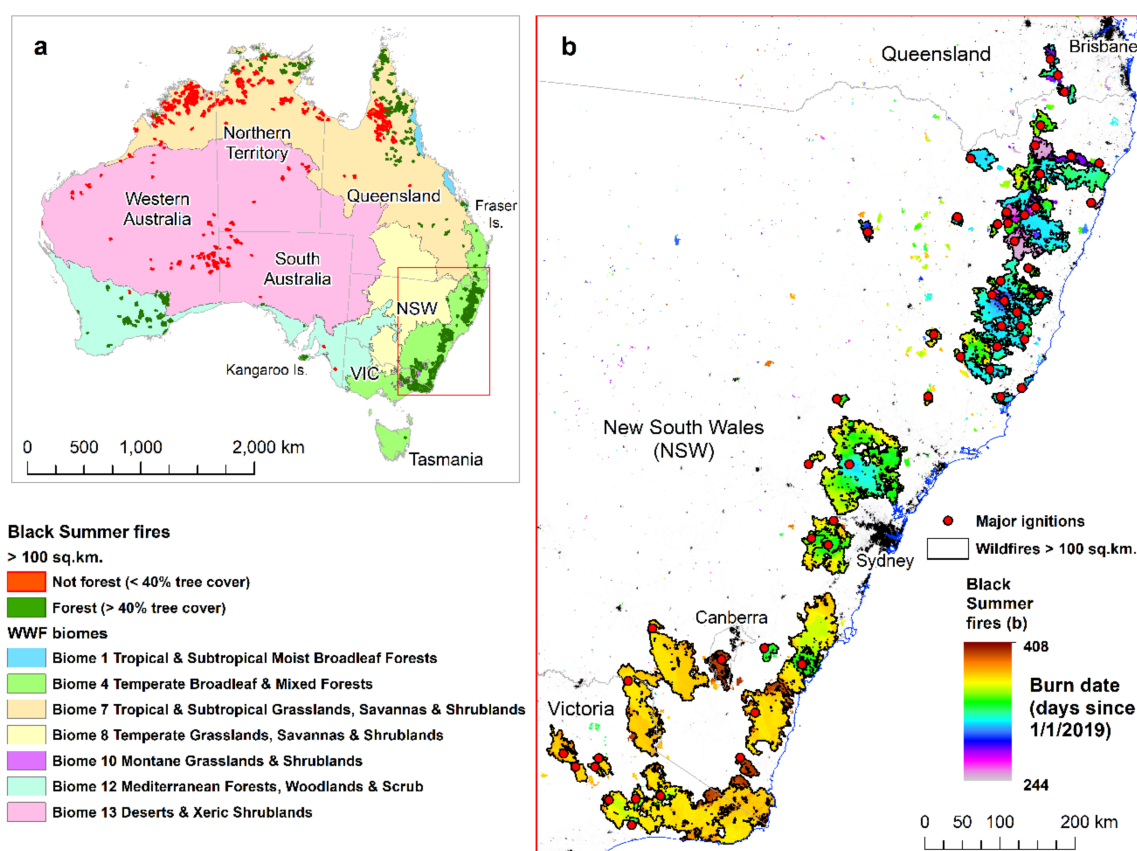 a
Northern
Territory
Western
Australia
Queensland
Fraser
Is.
South
Australia
NSW
Kangaroo Is.
VIC
0 500 1,000 2,000 km
Tasmania
Black Summer fires
> 100 sq.km.
Not forest (< 40% tree cover)
Forest (> 40% tree cover)
WWF biomes
Biome 1 Tropical & Subtropical Moist Broadleaf Forests
Biome 4 Temperate Broadleaf & Mixed Forests
Biome 7 Tropical & Subtropical Grasslands, Savannas & Shrublands
Biome 8 Temperate Grasslands, Savannas & Shrublands
Biome 10 Montane Grasslands & Shrublands
Biome 12 Mediterranean Forests, Woodlands & Scrub
Biome 13 Deserts & Xeric Shrublands
b
Queensland
Brisbane
New South Wales
(NSW)
Major ignitions
Wildfires > 100 sq.km.
Sydney
Canberra
Victoria
Black
Summer
fires (b)
408
Burn date
(days since
1/1/2019)
244
0 50 100 200 km